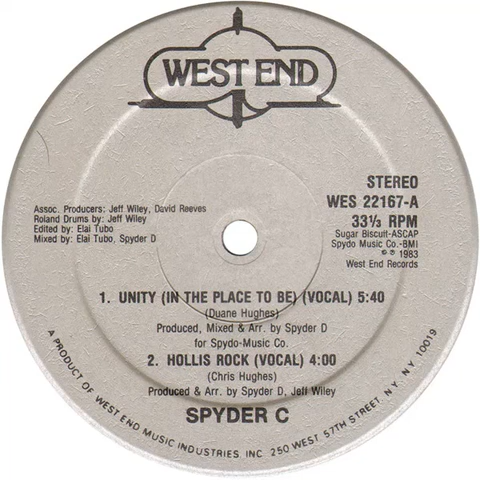 WEST END
STEREO
WES 22167-A
33⅓ RPM
Sugar Biscuit-ASCAP
Spydo Music Co.-BMI
©℗ 1983
West End Records
Assoc. Producers: Jeff Wiley, David Reeves
Roland Drums by: Jeff Wiley
Edited by: Elai Tubo
Mixed by: Elai Tubo, Spyder D
1. UNITY (IN THE PLACE TO BE) (VOCAL) 5:40
(Duane Hughes)
Produced, Mixed & Arr. by Spyder D
for Spydo-Music Co.
2. HOLLIS ROCK (VOCAL) 4:00
(Chris Hughes)
Produced & Arr. by Spyder D, Jeff Wiley
SPYDER C
A PRODUCT OF WEST END MUSIC INDUSTRIES, INC. 250 WEST 57TH STREET, NY, NY, 10019